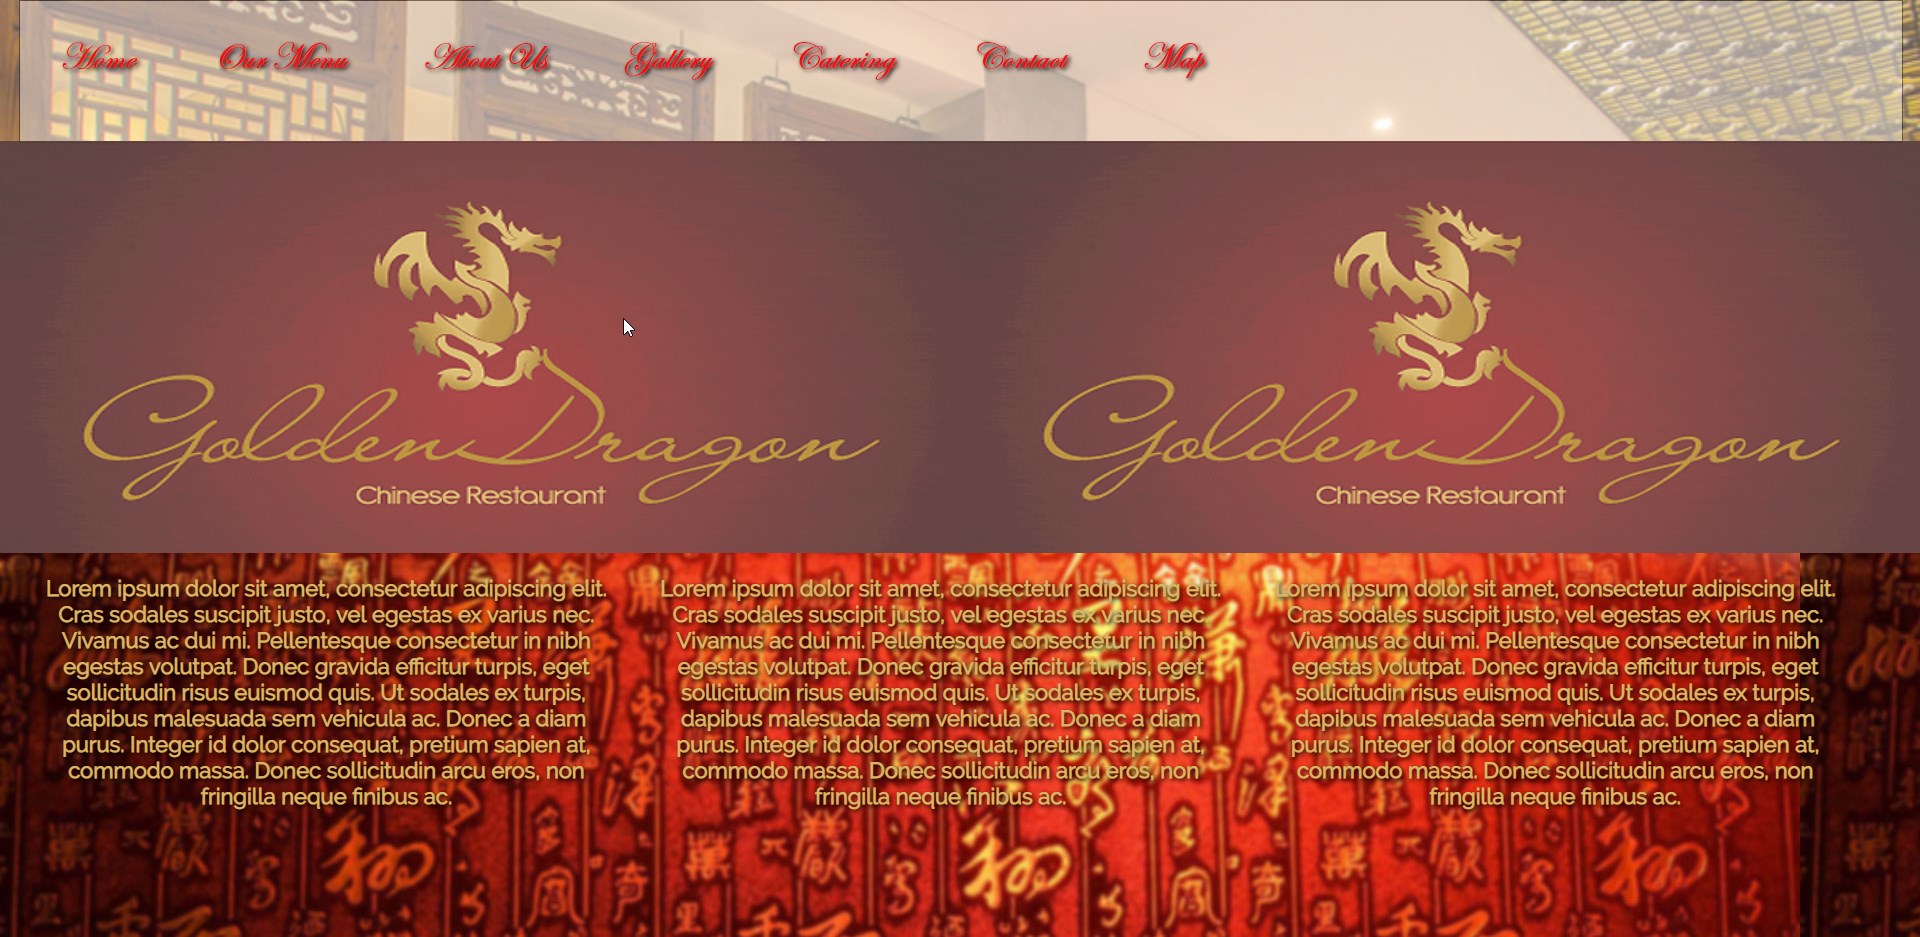 Home Our Menu About Us Gallery Catering Contact Map
Golden Dragon
Chinese Restaurant
Golden Dragon
Chinese Restaurant
Lorem ipsum dolor sit amet, consectetur adipiscing elit.
Cras sodales suscipit justo, vel egestas ex varius nec.
Vivamus ac dui mi. Pellentesque consectetur in nibh
egestas volutpat. Donec gravida efficitur turpis, eget
sollicitudin risus euismod quis. Ut sodales ex turpis,
dapibus malesuada sem vehicula ac. Donec a diam
purus. Integer id dolor consequat, pretium sapien at,
commodo massa. Donec sollicitudin arcu eros, non
fringilla neque finibus ac.
Lorem ipsum dolor sit amet, consectetur adipiscing elit.
Cras sodales suscipit justo, vel egestas ex varius nec.
Vivamus ac dui mi. Pellentesque consectetur in nibh
egestas volutpat. Donec gravida efficitur turpis, eget
sollicitudin risus euismod quis. Ut sodales ex turpis,
dapibus malesuada sem vehicula ac. Donec a diam
purus. Integer id dolor consequat, pretium sapien at,
commodo massa. Donec sollicitudin arcu eros, non
fringilla neque finibus ac.
Lorem ipsum dolor sit amet, consectetur adipiscing elit.
Cras sodales suscipit justo, vel egestas ex varius nec.
Vivamus ac dui mi. Pellentesque consectetur in nibh
egestas volutpat. Donec gravida efficitur turpis, eget
sollicitudin risus euismod quis. Ut sodales ex turpis,
dapibus malesuada sem vehicula ac. Donec a diam
purus. Integer id dolor consequat, pretium sapien at,
commodo massa. Donec sollicitudin arcu eros, non
fringilla neque finibus ac.